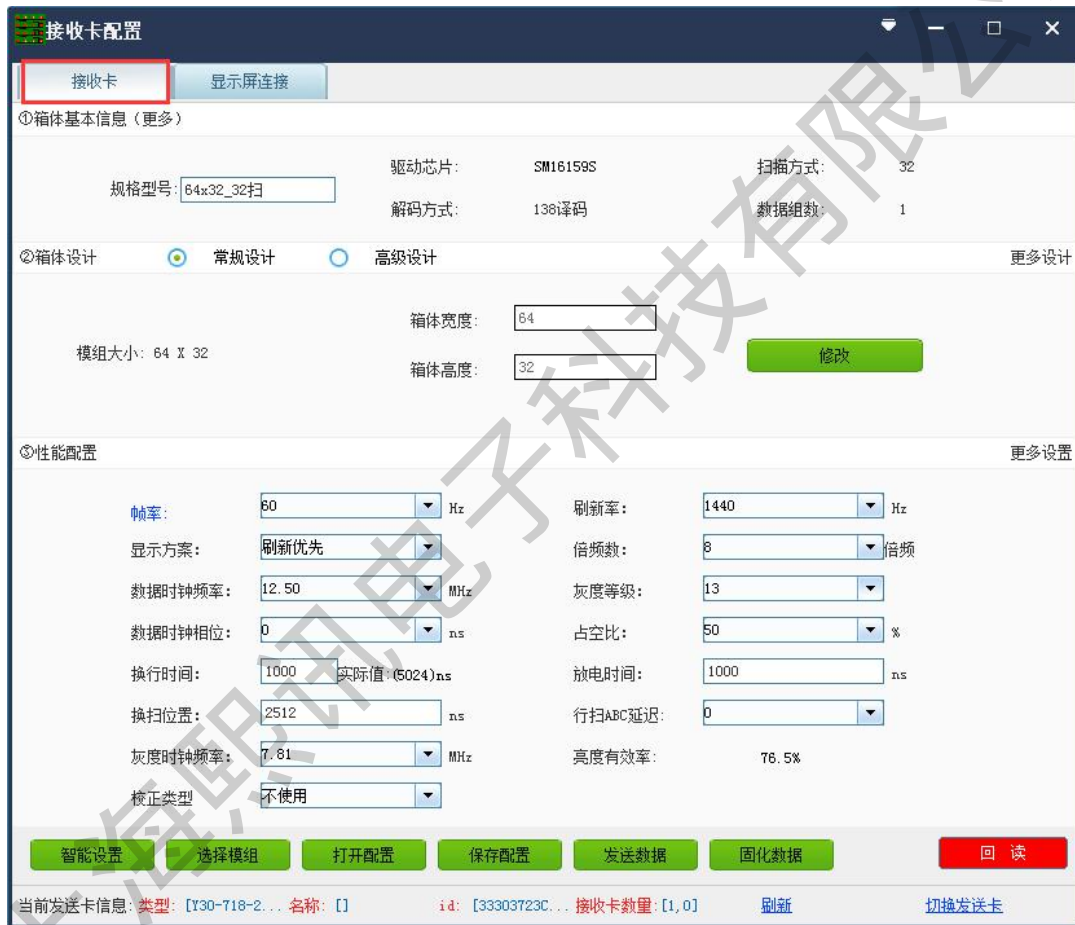 接收卡配置
接收卡 显示屏连接
①箱体基本信息（更多）
规格型号: 64x32_32扫 驱动芯片: SM16159S 扫描方式: 32
解码方式: 138译码 数据组数: 1
②箱体设计 常规设计 高级设计 更多设计
模组大小: 64 X 32 箱体宽度: 64 修改
箱体高度: 32
③性能配置 更多设置
帧率: 60 Hz 刷新率: 1440 Hz
显示方案: 刷新优先 倍频数: 8 倍频
数据时钟频率: 12.50 MHz 灰度等级: 13
数据时钟相位: 0 ns 占空比: 50 %
换行时间: 1000 实际值:(5024)ns 放电时间: 1000 ns
换扫位置: 2512 ns 行扫ABC延迟: 0
灰度时钟频率: 7.81 MHz 亮度有效率: 76.5%
校正类型 不使用
智能设置 选择模组 打开配置 保存配置 发送数据 固化数据 回 读
当前发送卡信息: 类型: [Y30-718-2... 名称: [] id: [33303723C... 接收卡数量:[1,0] 刷新 切换发送卡
上海熙讯电子科技有限公